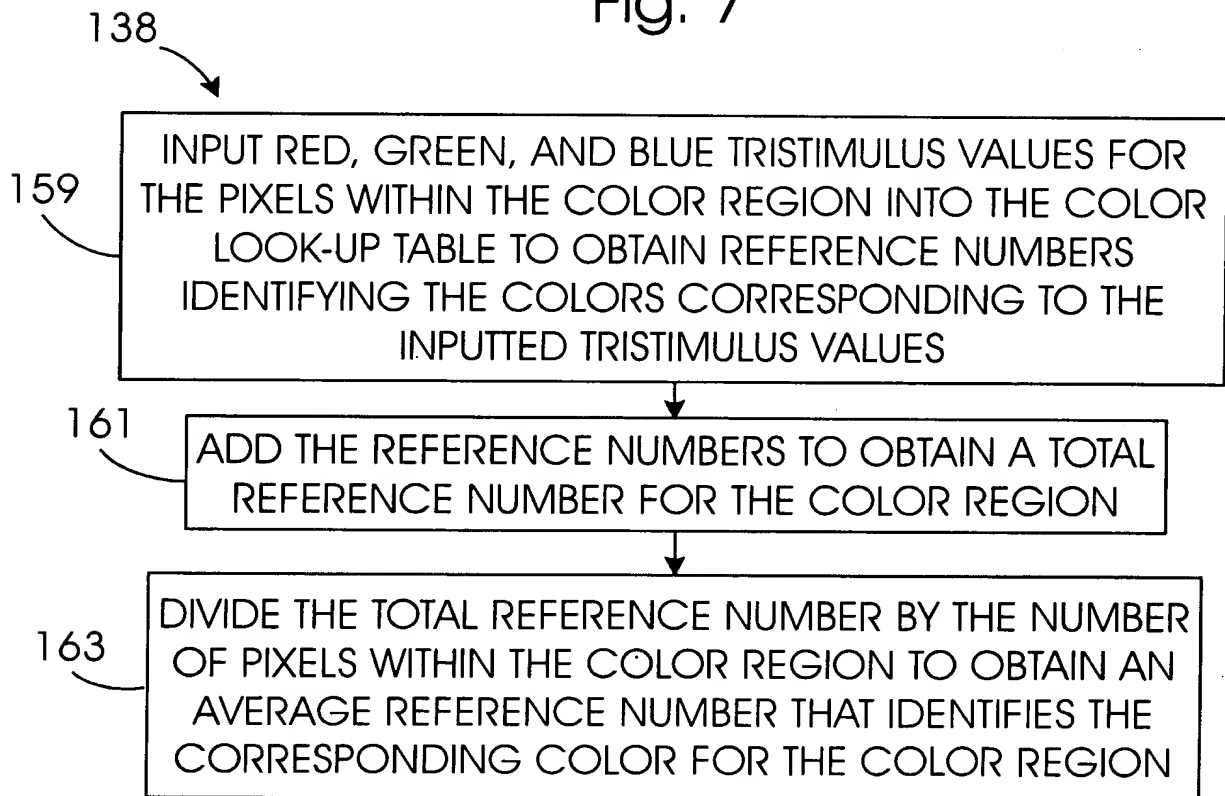 Fig. 7
138
159
INPUT RED, GREEN, AND BLUE TRISTIMULUS VALUES FOR
THE PIXELS WITHIN THE COLOR REGION INTO THE COLOR
LOOK-UP TABLE TO OBTAIN REFERENCE NUMBERS
IDENTIFYING THE COLORS CORRESPONDING TO THE
INPUTTED TRISTIMULUS VALUES
161
ADD THE REFERENCE NUMBERS TO OBTAIN A TOTAL
REFERENCE NUMBER FOR THE COLOR REGION
163
DIVIDE THE TOTAL REFERENCE NUMBER BY THE NUMBER
OF PIXELS WITHIN THE COLOR REGION TO OBTAIN AN
AVERAGE REFERENCE NUMBER THAT IDENTIFIES THE
CORRESPONDING COLOR FOR THE COLOR REGION